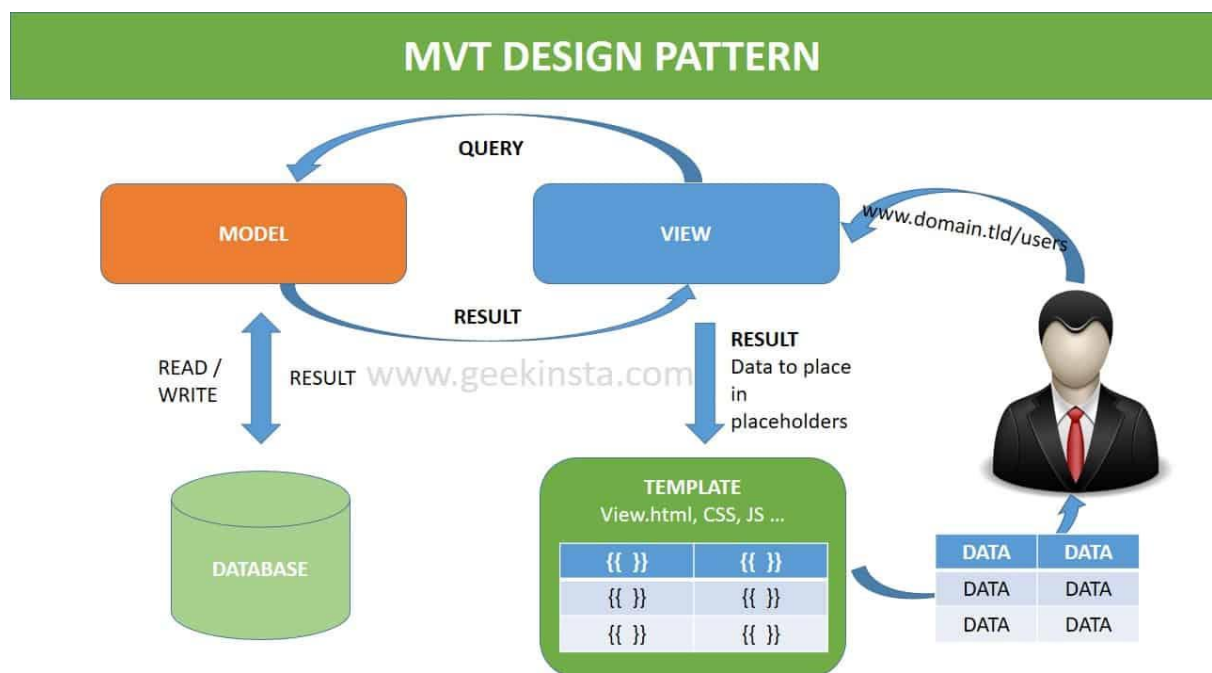 MVT DESIGN PATTERN
QUERY
MODEL
VIEW
www.domain.tld/users
RESULT
READ /
WRITE
RESULT
www.geekinsta.com
RESULT
Data to place
in
placeholders
DATABASE
TEMPLATE
View.html, CSS, JS ...
{{ }} {{ }}
{{ }} {{ }}
{{ }} {{ }}
DATA DATA
DATA DATA
DATA DATA